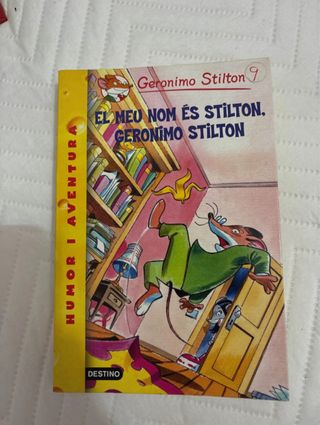 Geronimo Stilton 9
EL MEU NOM ÉS STILTON,
GERONIMO STILTON
HUMOR I AVENTURA
DESTINO